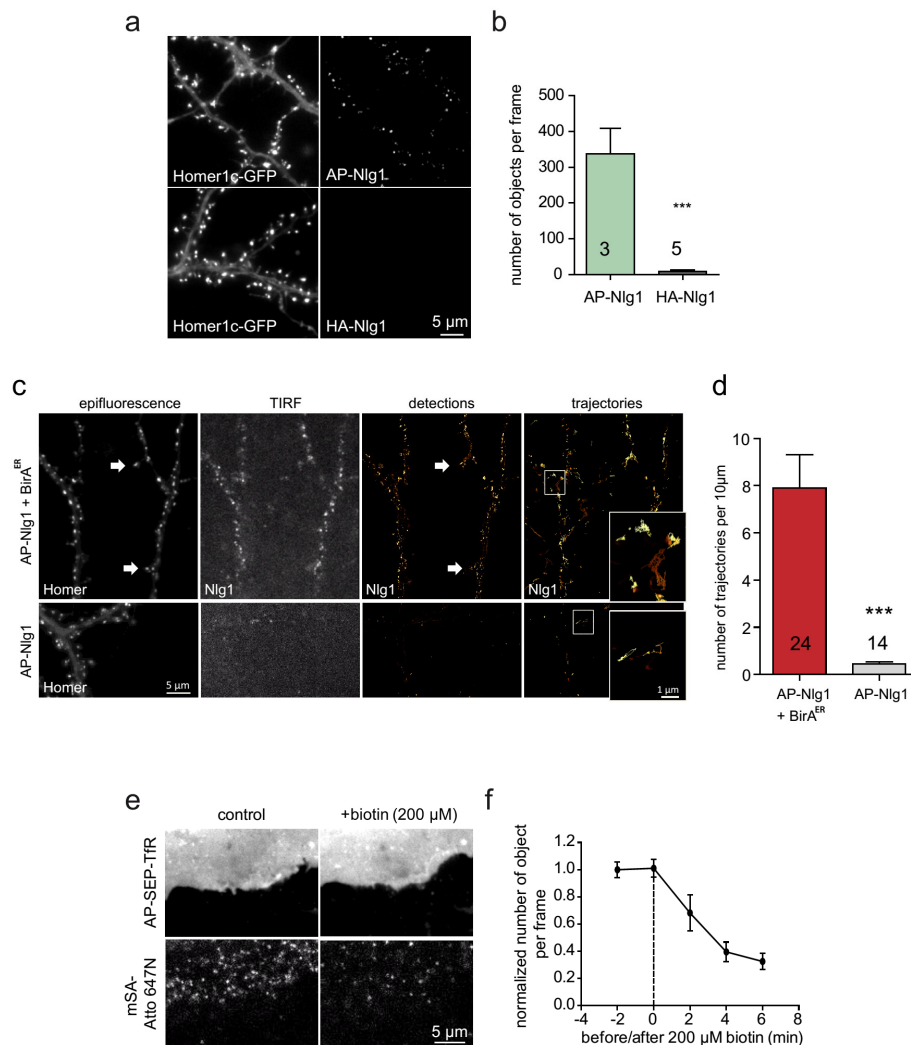 a
Homer1c-GFP
AP-Nlg1
Homer1c-GFP
HA-Nlg1
5 µm
b
number of objects per frame
500
400
300
200
100
0
3
5
***
AP-Nlg1
HA-Nlg1
c
epifluorescence
TIRF
detections
trajectories
AP-Nlg1 + BirA^ER
Homer
Nlg1
Nlg1
Nlg1
AP-Nlg1
Homer
5 µm
1 µm
d
number of trajectories per 10µm
10
8
6
4
2
0
24
***
14
AP-Nlg1
+ BirA^ER
AP-Nlg1
e
control
+biotin (200 µM)
AP-SEP-TfR
mSA-
Atto 647N
5 µm
f
normalized number of object
per frame
1.2
1.0
0.8
0.6
0.4
0.2
0.0
-4
-2
0
2
4
6
8
before/after 200 µM biotin (min)